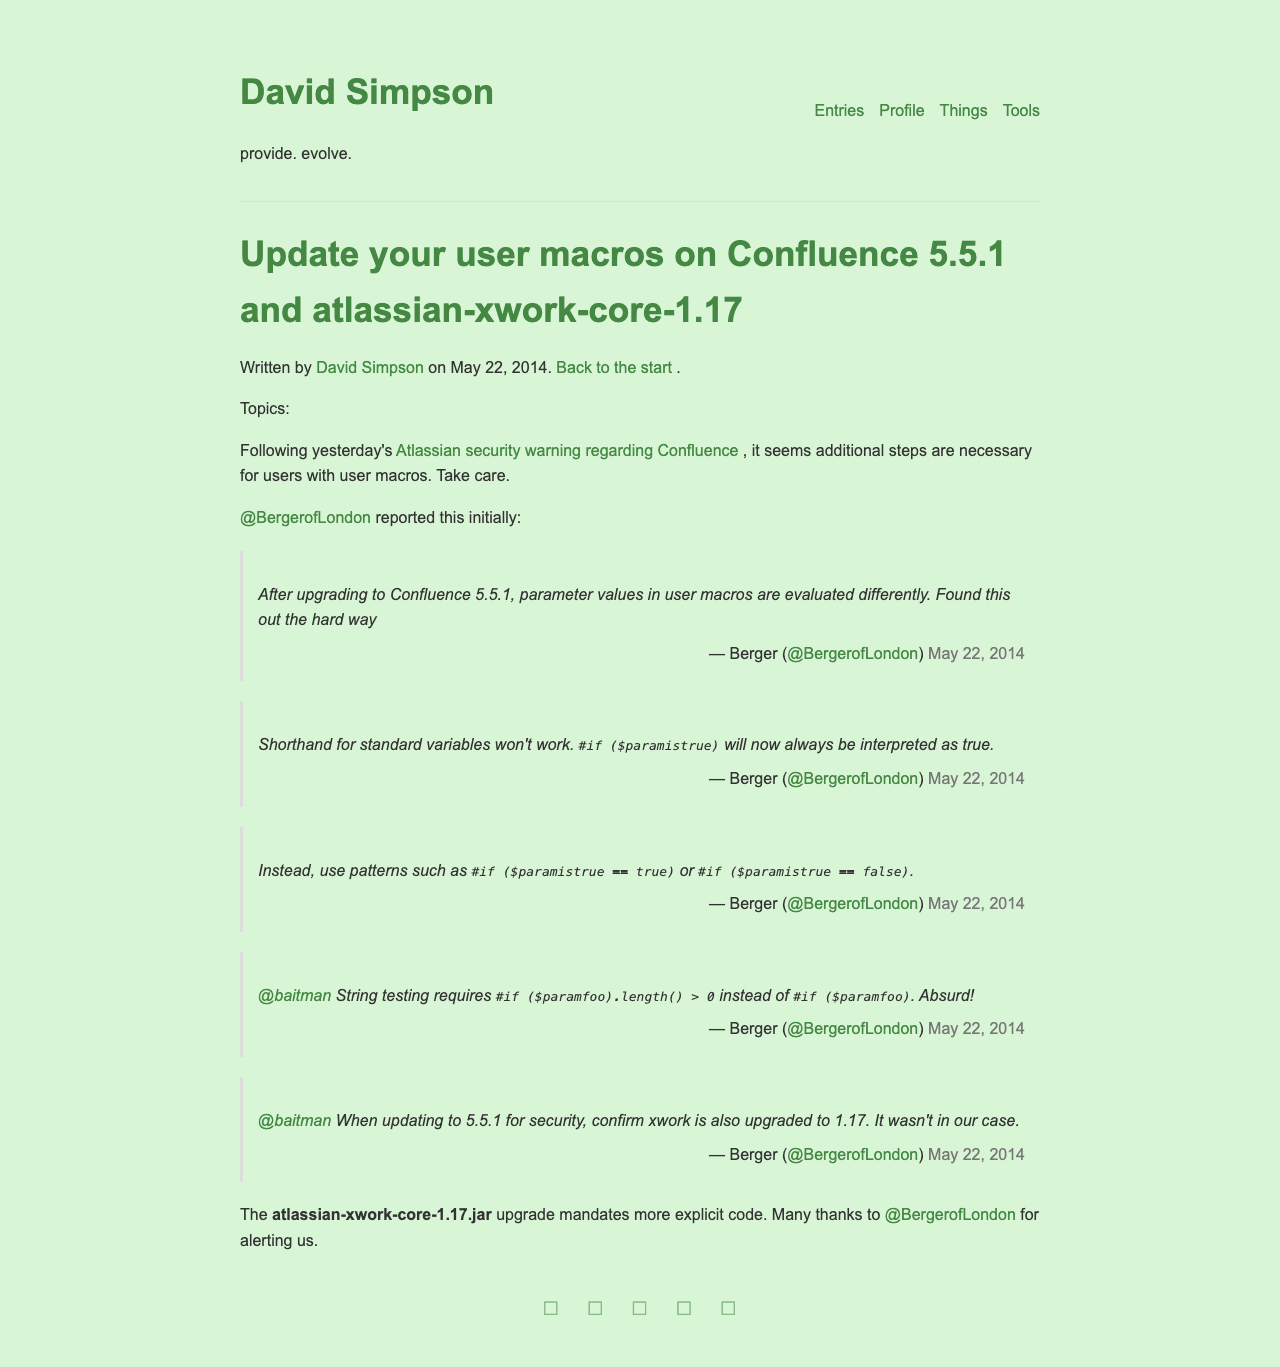 David Simpson
Entries Profile Things Tools
provide. evolve.
Update your user macros on Confluence 5.5.1
and atlassian-xwork-core-1.17
Written by David Simpson on May 22, 2014. Back to the start .
Topics:
Following yesterday's Atlassian security warning regarding Confluence , it seems additional steps are necessary
for users with user macros. Take care.
@BergerofLondon reported this initially:
After upgrading to Confluence 5.5.1, parameter values in user macros are evaluated differently. Found this
out the hard way
— Berger (@BergerofLondon) May 22, 2014
Shorthand for standard variables won't work. #if ($paramistrue) will now always be interpreted as true.
— Berger (@BergerofLondon) May 22, 2014
Instead, use patterns such as #if ($paramistrue == true) or #if ($paramistrue == false).
— Berger (@BergerofLondon) May 22, 2014
@baitman String testing requires #if ($paramfoo).length() > 0 instead of #if ($paramfoo). Absurd!
— Berger (@BergerofLondon) May 22, 2014
@baitman When updating to 5.5.1 for security, confirm xwork is also upgraded to 1.17. It wasn't in our case.
— Berger (@BergerofLondon) May 22, 2014
The atlassian-xwork-core-1.17.jar upgrade mandates more explicit code. Many thanks to @BergerofLondon for
alerting us.